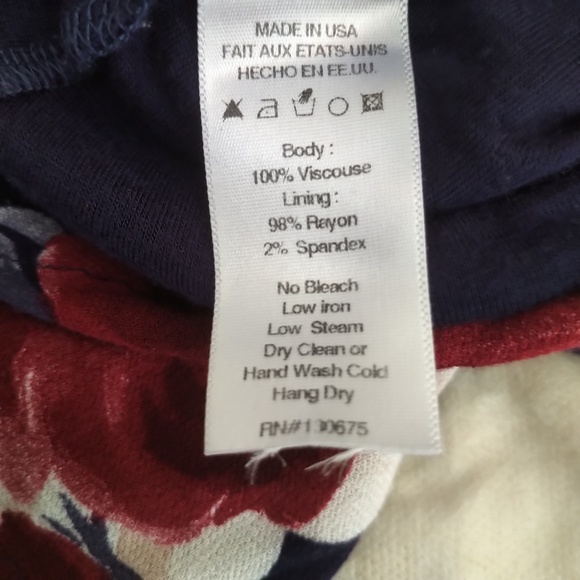 MADE IN USA
FAIT AUX ETATS-UNIS
HECHO EN EE.UU.
Body :
100% Viscouse
Lining :
98% Rayon
2% Spandex
No Bleach
Low iron
Low Steam
Dry Clean or
Hand Wash Cold
Hang Dry
RN#130675